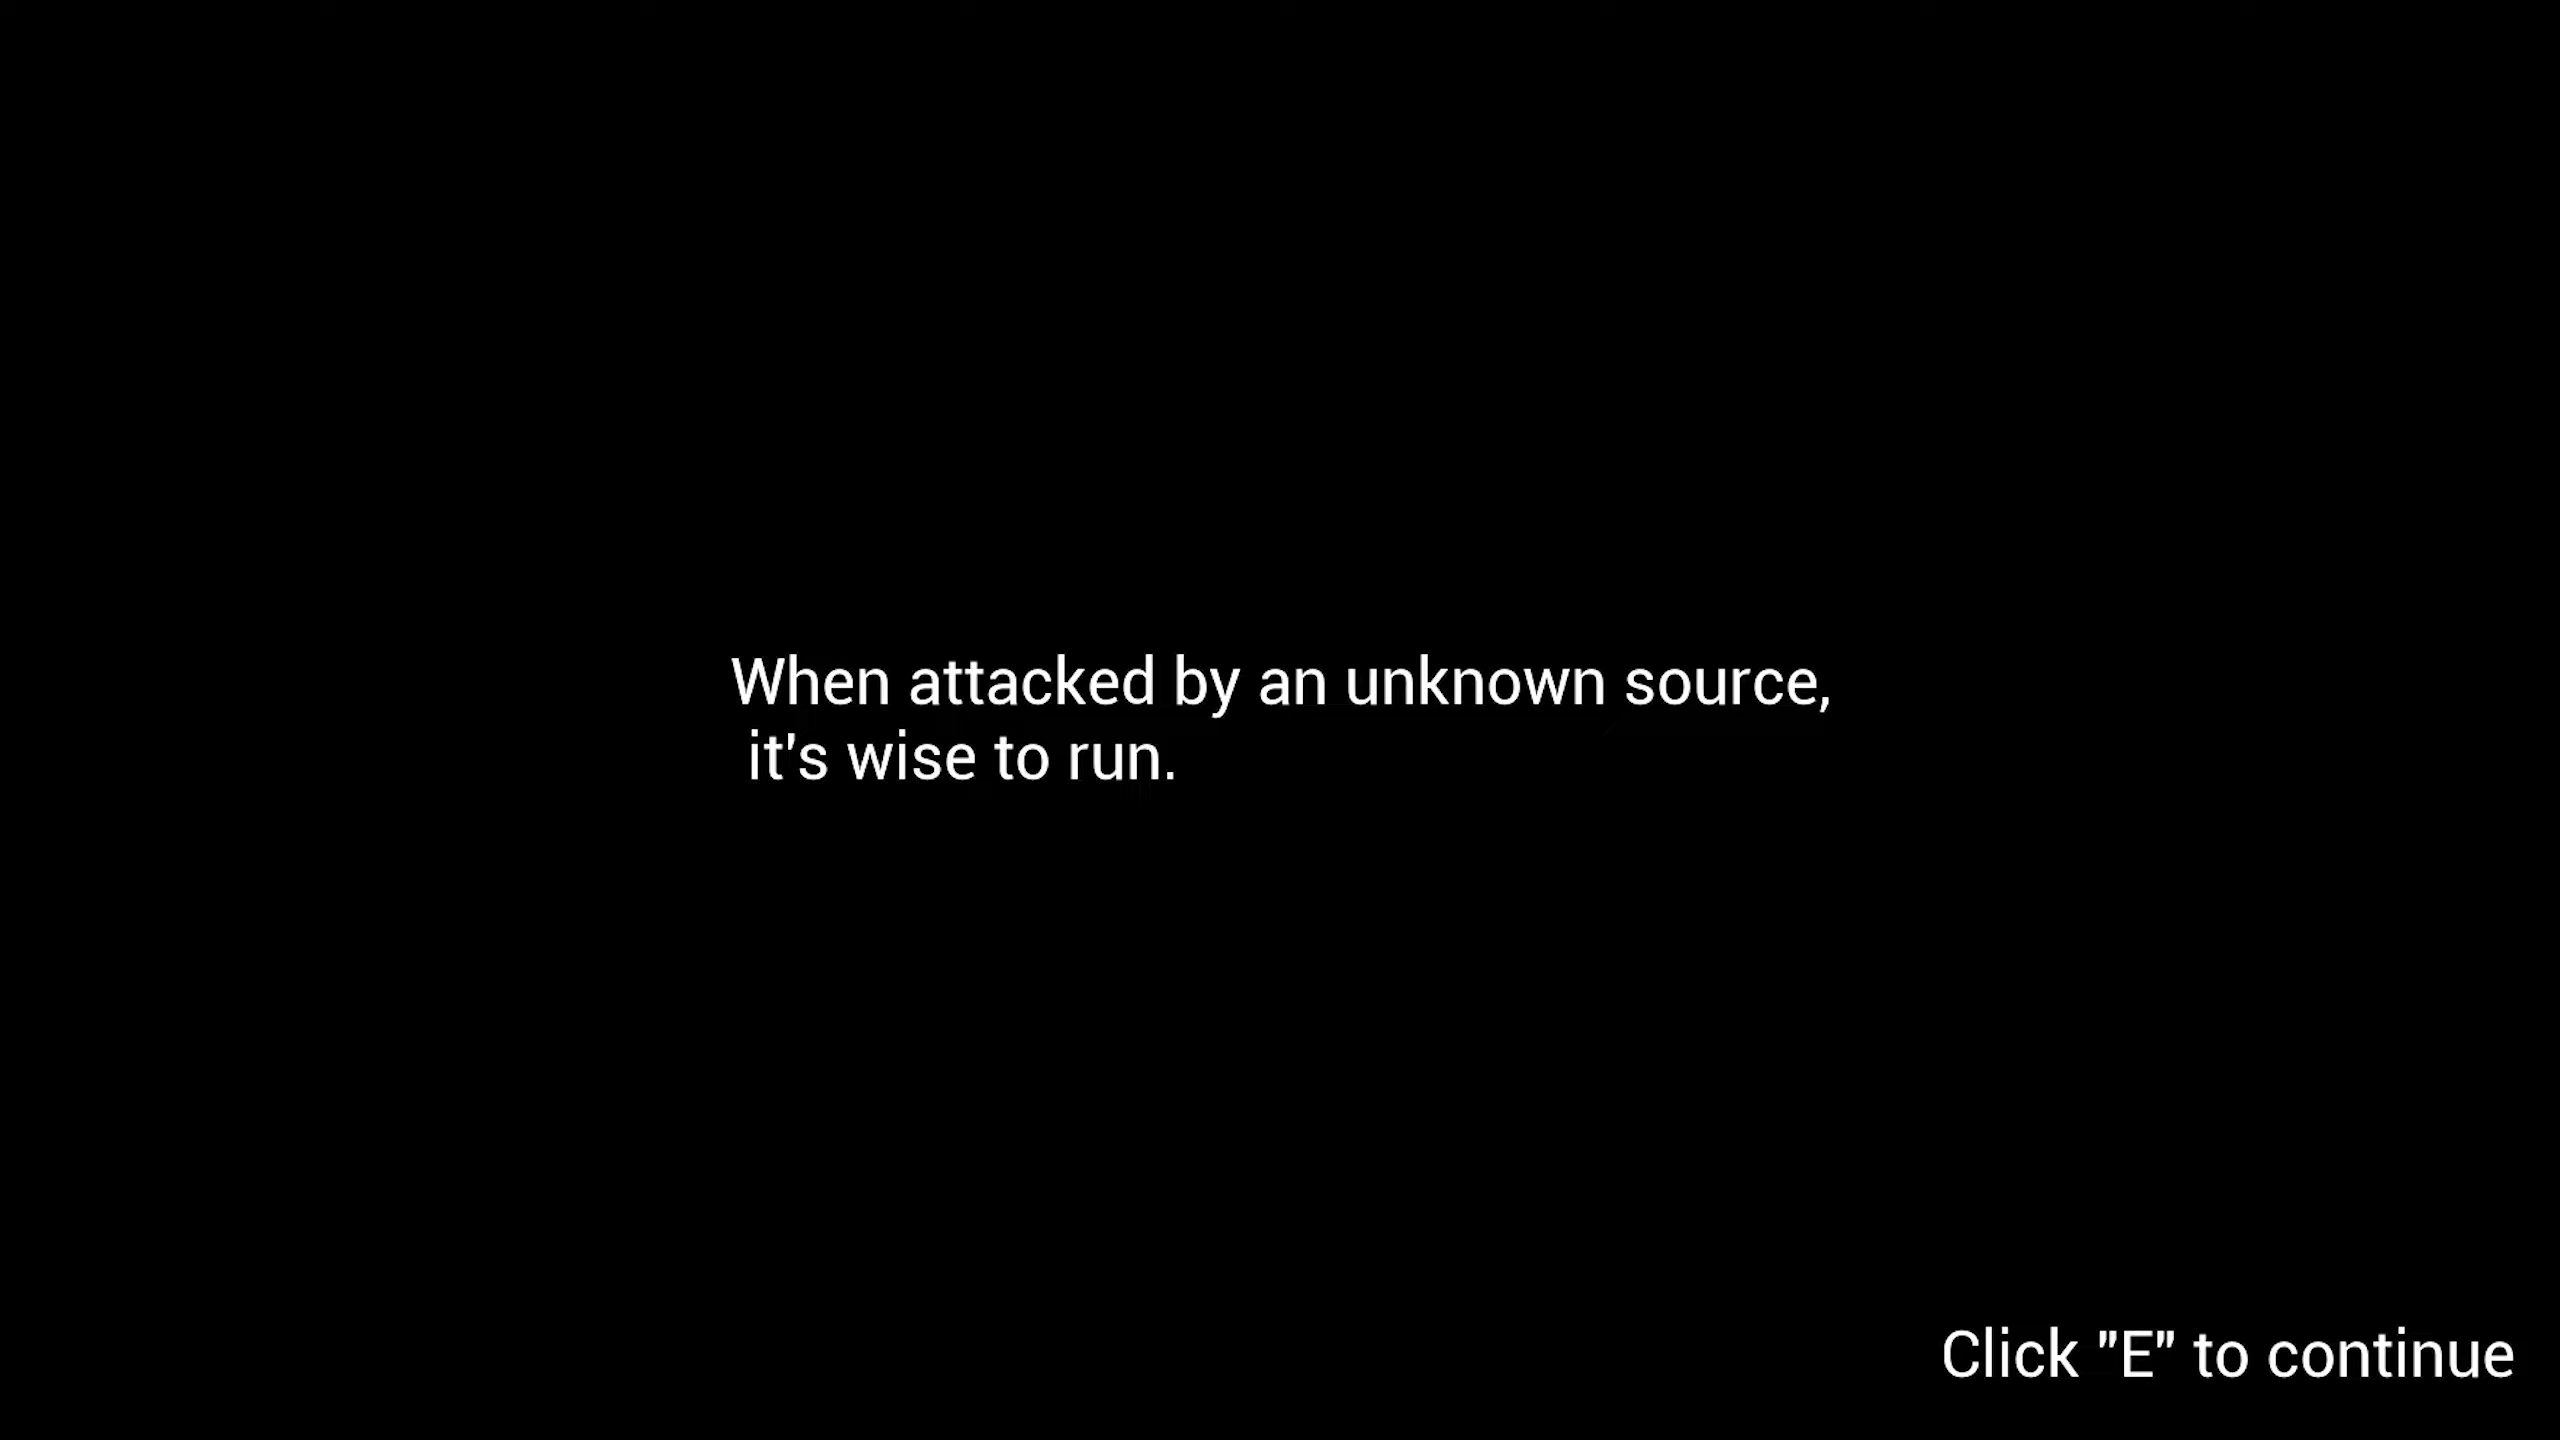 When attacked by an unknown source,
it's wise to run.
Click "E" to continue